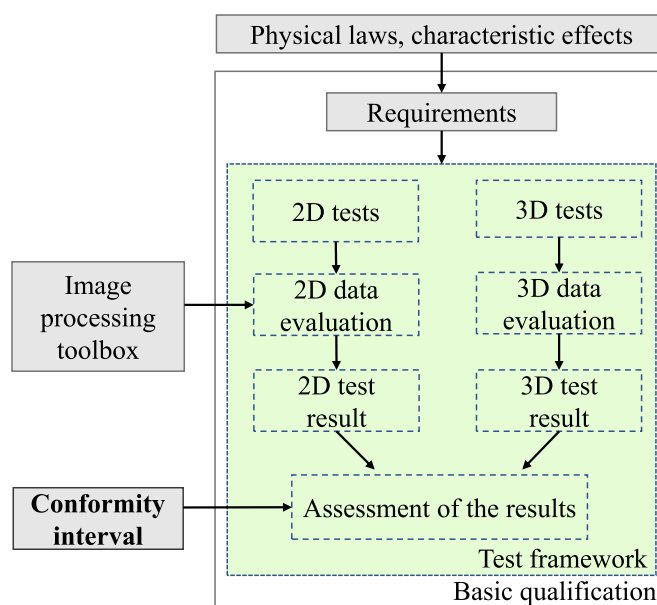 Physical laws, characteristic effects
Requirements
2D tests
3D tests
Image
processing
toolbox
2D data
evaluation
3D data
evaluation
2D test
result
3D test
result
Conformity
interval
Assessment of the results
Test framework
Basic qualification